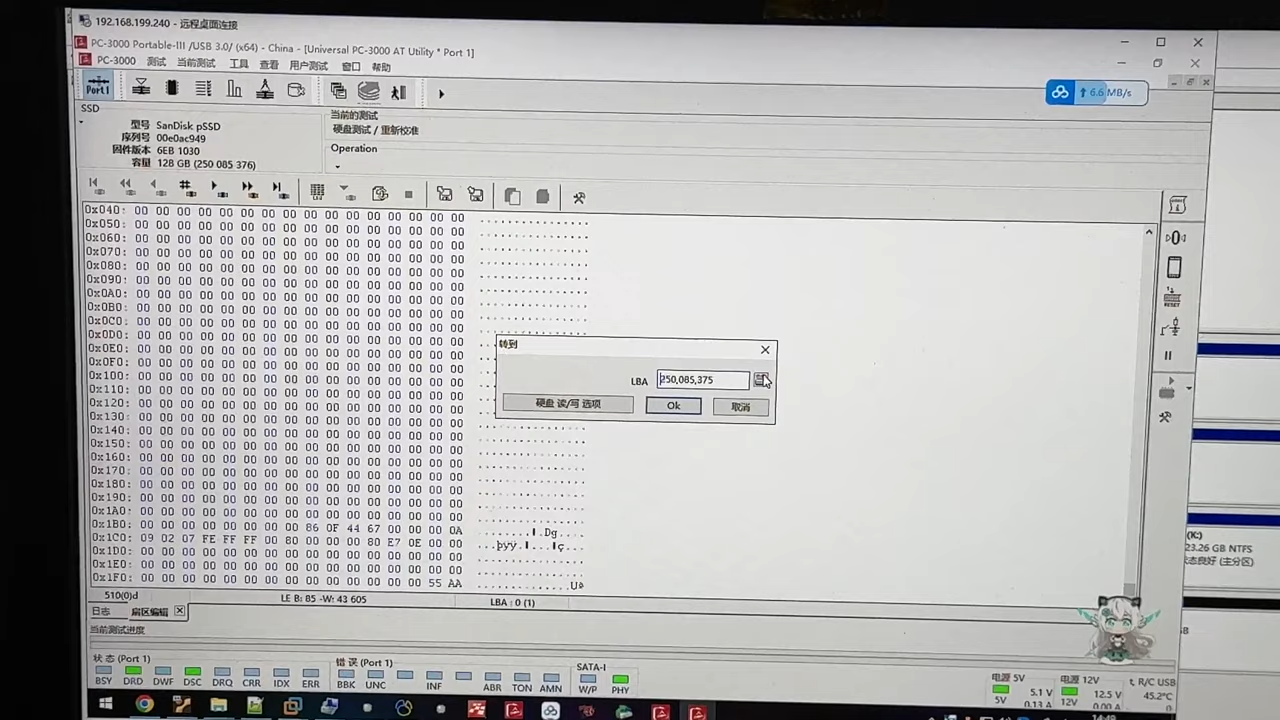 192.168.199.240 - 远程桌面连接
PC-3000 Portable-III /USB 3.0/ (x64) - China - [Universal PC-3000 AT Utility * Port 1]
PC-3000 测试 当前测试 工具 查看 用户测试 窗口 帮助
Port1
6.6 MB/s
SSD
型号 SanDisk pSSD
序列号 00e0ac949
固件版本 6EB 1030
容量 128 GB (250 085 376)
当前的测试
硬盘测试 / 重新校准
Operation
0x040: 00 00 00 00 00 00 00 00 00 00 00 00 00 00 00 00
0x050: 00 00 00 00 00 00 00 00 00 00 00 00 00 00 00 00
0x060: 00 00 00 00 00 00 00 00 00 00 00 00 00 00 00 00
0x070: 00 00 00 00 00 00 00 00 00 00 00 00 00 00 00 00
0x080: 00 00 00 00 00 00 00 00 00 00 00 00 00 00 00 00
0x090: 00 00 00 00 00 00 00 00 00 00 00 00 00 00 00 00
0x0A0: 00 00 00 00 00 00 00 00 00 00 00 00 00 00 00 00
0x0B0: 00 00 00 00 00 00 00 00 00 00 00 00 00 00 00 00
0x0C0: 00 00 00 00 00 00 00 00 00 00 00 00 00 00 00 00
0x0D0: 00 00 00 00 00 00 00 00 00 00 00 00 00 00 00 00
0x0E0: 00 00 00 00 00 00 00 00 00 00 00 00 00 00 00 00
0x0F0: 00 00 00 00 00 00 00 00 00 00 00 00 00 00 00 00
0x100: 00 00 00 00 00 00 00 00 00 00 00 00 00 00 00 00
0x110: 00 00 00 00 00 00 00 00 00 00 00 00 00 00 00 00
0x120: 00 00 00 00 00 00 00 00 00 00 00 00 00 00 00 00
0x130: 00 00 00 00 00 00 00 00 00 00 00 00 00 00 00 00
0x140: 00 00 00 00 00 00 00 00 00 00 00 00 00 00 00 00
0x150: 00 00 00 00 00 00 00 00 00 00 00 00 00 00 00 00
0x160: 00 00 00 00 00 00 00 00 00 00 00 00 00 00 00 00
0x170: 00 00 00 00 00 00 00 00 00 00 00 00 00 00 00 00
0x180: 00 00 00 00 00 00 00 00 00 00 00 00 00 00 00 00
0x190: 00 00 00 00 00 00 00 00 00 00 00 00 00 00 00 00
0x1A0: 00 00 00 00 00 00 00 00 00 00 00 00 00 00 00 00
0x1B0: 00 00 00 00 00 00 00 00 86 0F 44 67 00 00 00 0A
0x1C0: 09 02 07 FE FF FF 00 80 00 00 00 80 E7 0E 00 00
0x1D0: 00 00 00 00 00 00 00 00 00 00 00 00 00 00 00 00
0x1E0: 00 00 00 00 00 00 00 00 00 00 00 00 00 00 00 00
0x1F0: 00 00 00 00 00 00 00 00 00 00 00 00 00 00 55 AA
转到
LBA 250,085,375
硬盘 读/写 选项 Ok 取消
510(0)d LE B: 85 -W: 43 605 LBA : 0 (1)
日志 扇区编辑
当前测试进度
状 态 (Port 1)
BSY DRD DWF DSC DRQ CRR IDX ERR
错 误 (Port 1)
BBK UNC INF ABR TON AMN
SATA-I
W/P PHY
电源 5V
5V 5.1 V
0.13 A
电源 12V
12V 12.5 V
0.00 A
t, R/C USB
45.2°C
RESET
(K:)
23.26 GB NTFS
状态良好 (主分区)